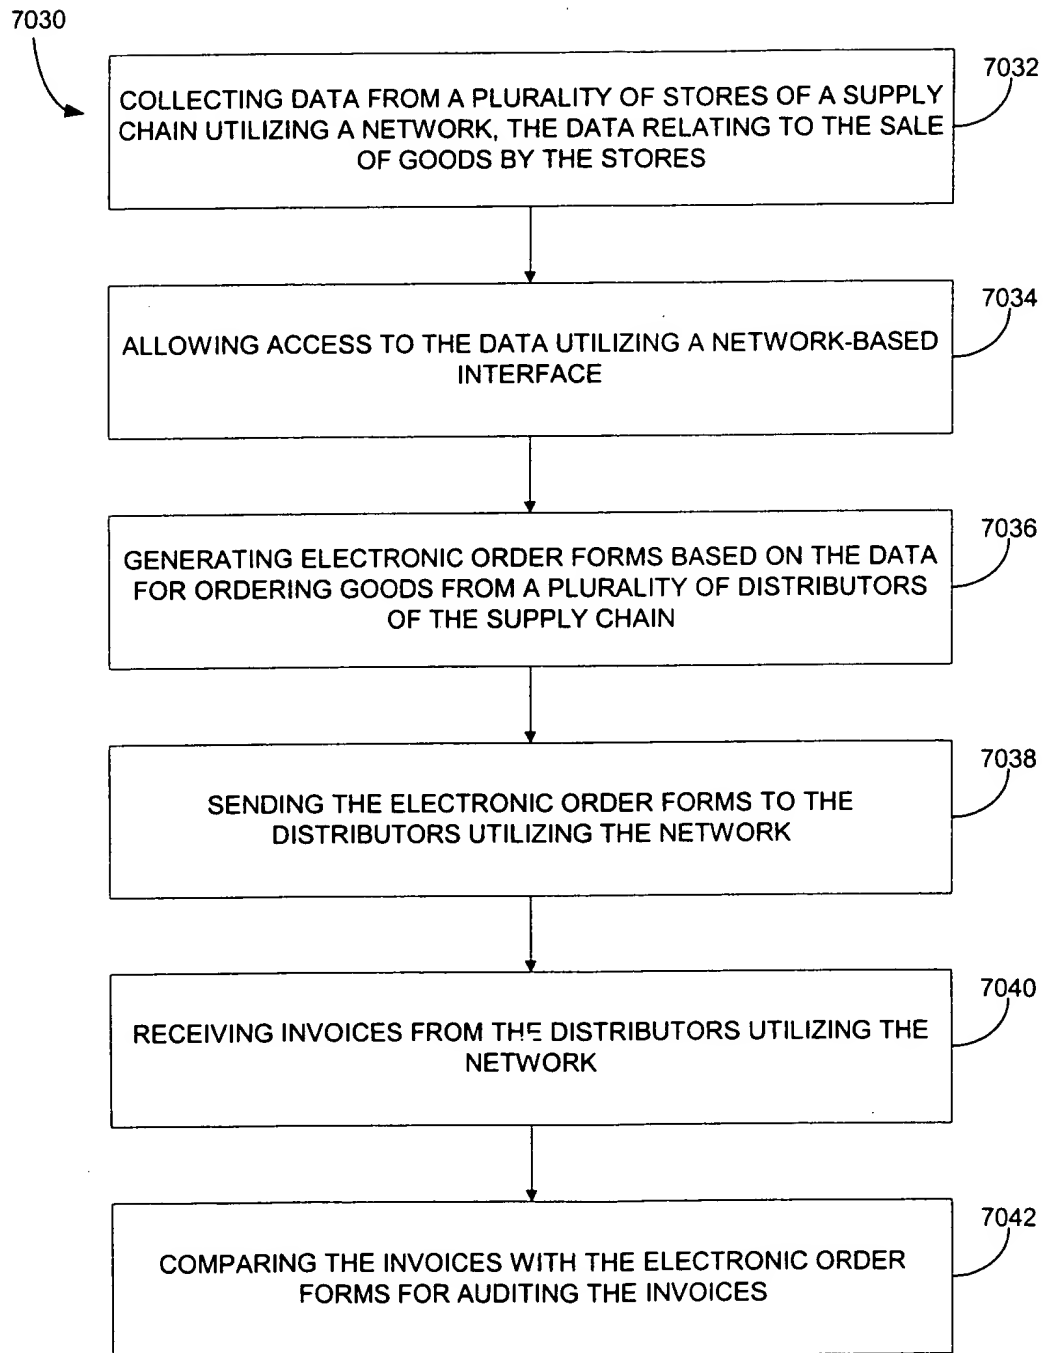 7030
7032
COLLECTING DATA FROM A PLURALITY OF STORES OF A SUPPLY
CHAIN UTILIZING A NETWORK, THE DATA RELATING TO THE SALE
OF GOODS BY THE STORES
7034
ALLOWING ACCESS TO THE DATA UTILIZING A NETWORK-BASED
INTERFACE
7036
GENERATING ELECTRONIC ORDER FORMS BASED ON THE DATA
FOR ORDERING GOODS FROM A PLURALITY OF DISTRIBUTORS
OF THE SUPPLY CHAIN
7038
SENDING THE ELECTRONIC ORDER FORMS TO THE
DISTRIBUTORS UTILIZING THE NETWORK
7040
RECEIVING INVOICES FROM THE DISTRIBUTORS UTILIZING THE
NETWORK
7042
COMPARING THE INVOICES WITH THE ELECTRONIC ORDER
FORMS FOR AUDITING THE INVOICES